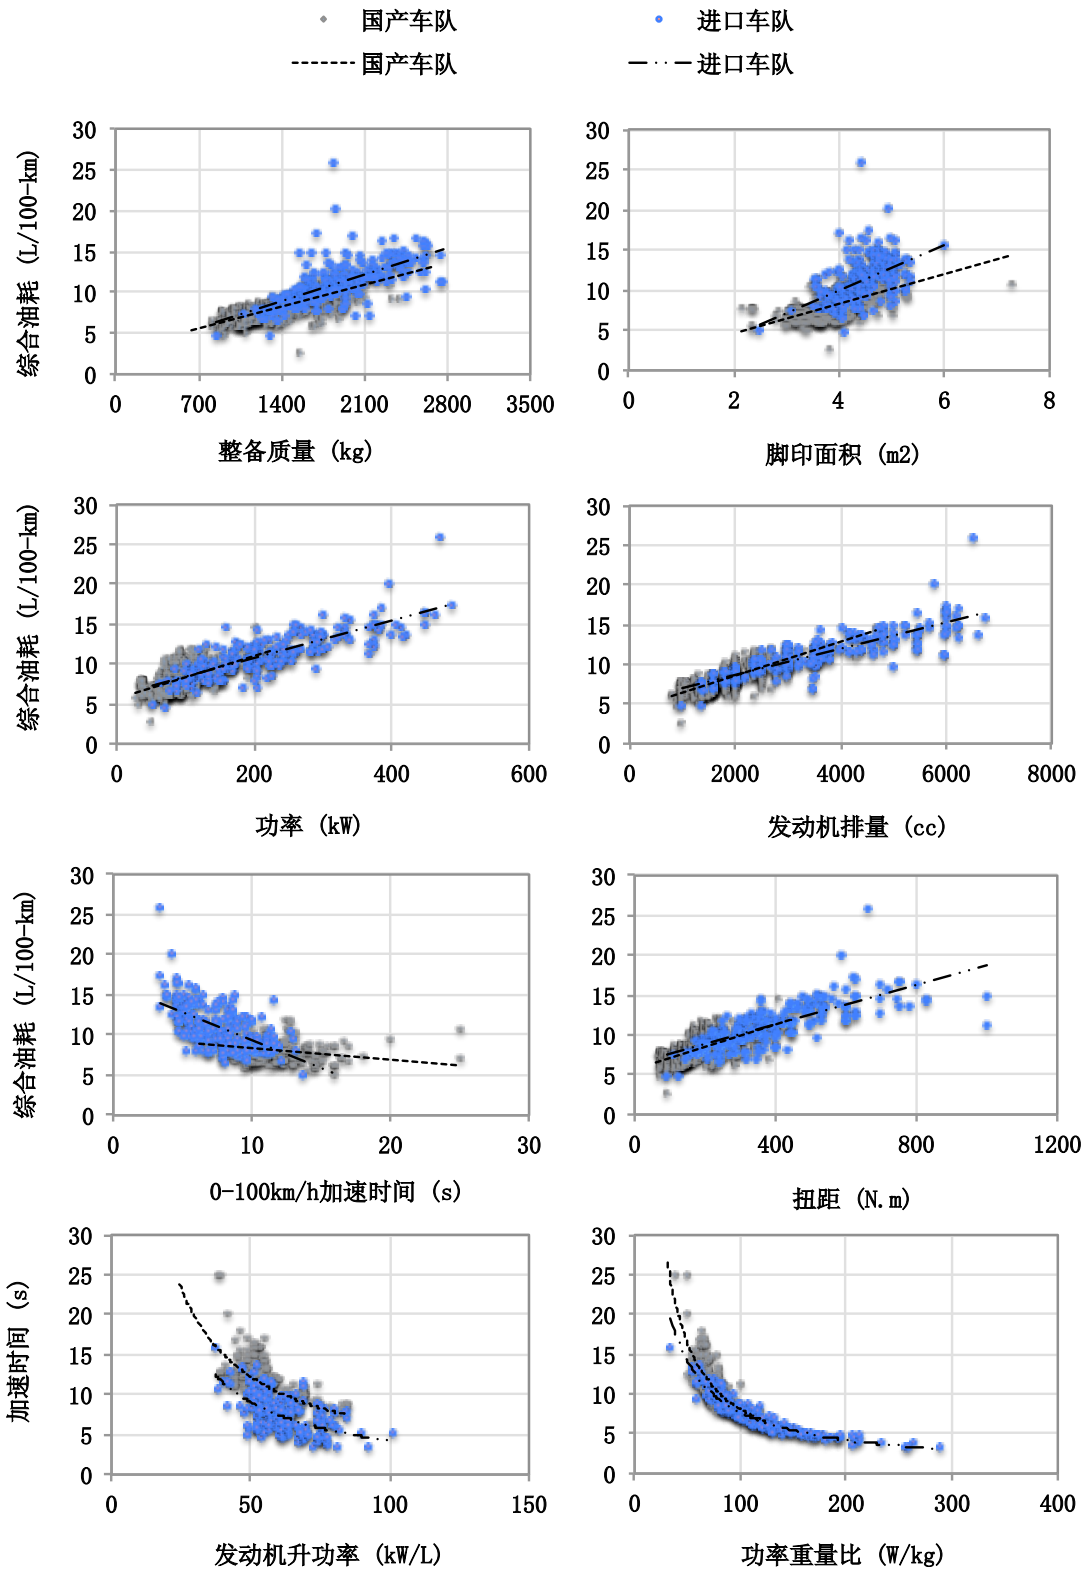 国产车队 进口车队
国产车队 进口车队
综合油耗 (L/100-km)
30
25
20
15
10
5
0
0 700 1400 2100 2800 3500
整备质量 (kg)
30
25
20
15
10
5
0
0 2 4 6 8
脚印面积 (m2)
综合油耗 (L/100-km)
30
25
20
15
10
5
0
0 200 400 600
功率 (kW)
30
25
20
15
10
5
0
0 2000 4000 6000 8000
发动机排量 (cc)
综合油耗 (L/100-km)
30
25
20
15
10
5
0
0 10 20 30
0-100km/h加速时间 (s)
30
25
20
15
10
5
0
0 400 800 1200
扭距 (N.m)
加速时间 (s)
30
25
20
15
10
5
0
0 50 100 150
发动机升功率 (kW/L)
30
25
20
15
10
5
0
0 100 200 300 400
功率重量比 (W/kg)